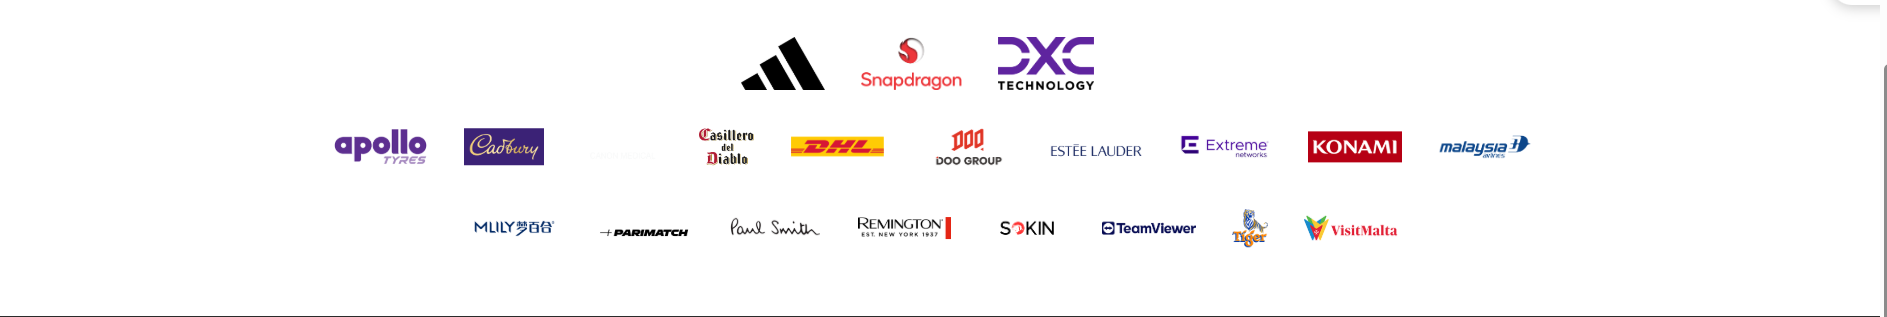 Snapdragon
DXC
TECHNOLOGY
apollo
TYRES
Cadbury
Casillero
del
Diablo
DHL
DOO
DOO GROUP
ESTĒE LAUDER
Extreme
networks
KONAMI
malaysia
airlines
MLILY梦百合
PARIMATCH
Paul Smith
REMINGTON
EST. NEW YORK 1937
SOKIN
TeamViewer
Tiger
VisitMalta